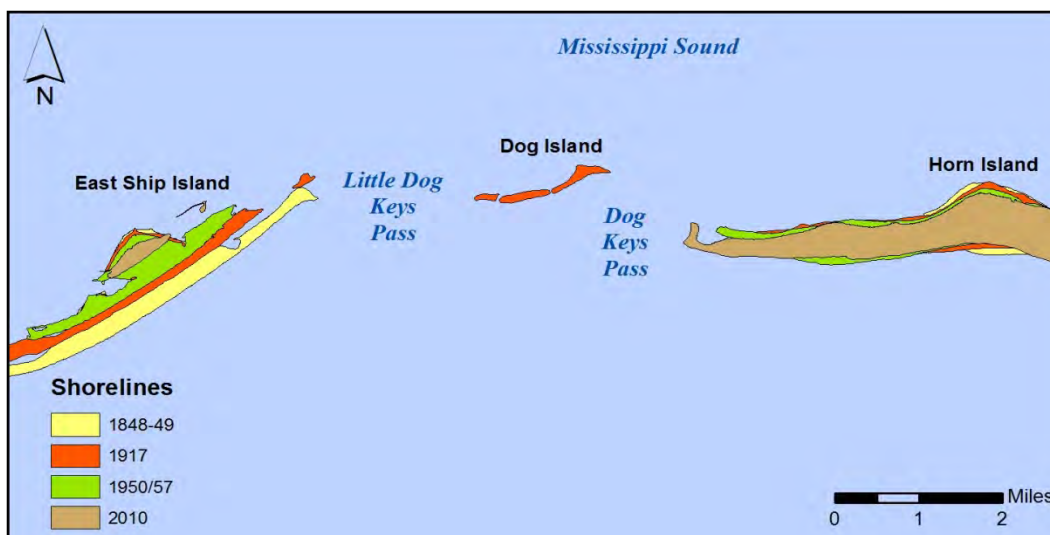 Mississippi Sound
N
Dog Island
Horn Island
East Ship Island
Little Dog
Keys
Pass
Dog
Keys
Pass
Shorelines
1848-49
1917
1950/57
2010
Miles
0 1 2